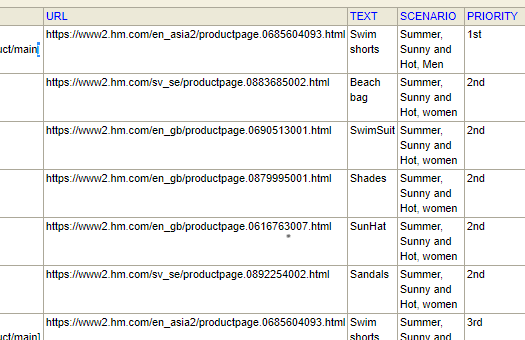 URL TEXT SCENARIO PRIORITY
https://www2.hm.com/en_asia2/productpage.0685604093.html Swim Summer, 1st
uct/main] shorts Sunny and
Hot, Men
https://www2.hm.com/sv_se/productpage.0883685002.html Beach Summer, 2nd
bag Sunny and
Hot, women
https://www2.hm.com/en_gb/productpage.0690513001.html SwimSuit Summer, 2nd
Sunny and
Hot, women
https://www2.hm.com/en_gb/productpage.0879995001.html Shades Summer, 2nd
Sunny and
Hot, women
https://www2.hm.com/en_gb/productpage.0616763007.html SunHat Summer, 2nd
Sunny and
Hot, women
https://www2.hm.com/sv_se/productpage.0892254002.html Sandals Summer, 2nd
Sunny and
Hot, women
https://www2.hm.com/en_asia2/productpage.0685604093.html Swim Summer, 3rd
uct/main] shorts Sunny and